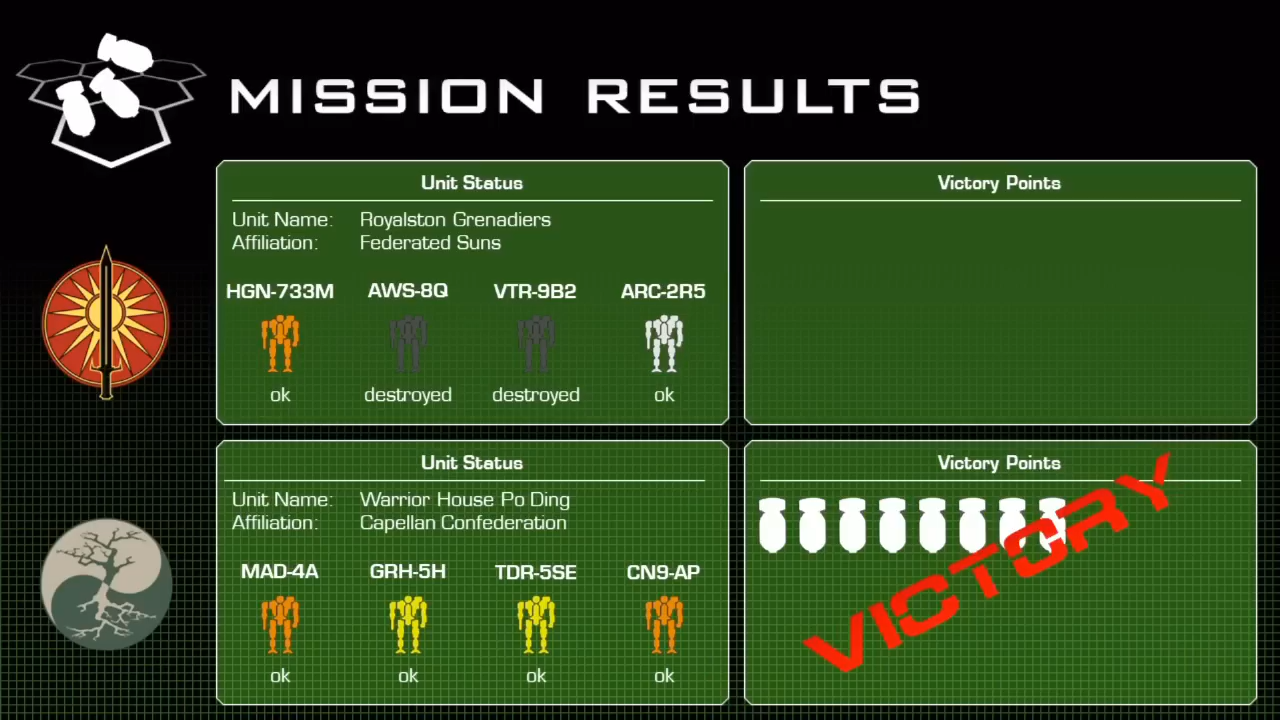 MISSION RESULTS
Unit Status
Unit Name: Royalston Grenadiers
Affiliation: Federated Suns
HGN-733M AWS-8Q VTR-9B2 ARC-2R5
ok destroyed destroyed ok
Victory Points
Unit Status
Unit Name: Warrior House Po Ding
Affiliation: Capellan Confederation
MAD-4A GRH-5H TDR-5SE CN9-AP
ok ok ok ok
Victory Points
VICTORY